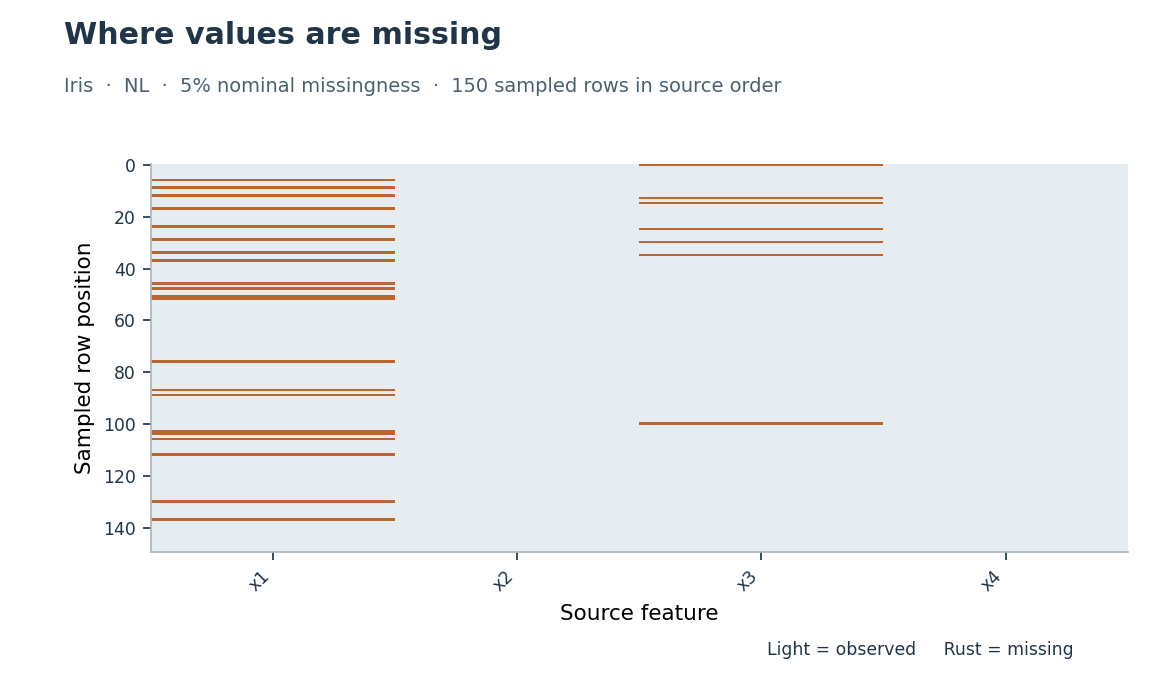 Where values are missing
Iris · NL · 5% nominal missingness · 150 sampled rows in source order
0
20
40
60
80
100
120
140
Sampled row position
x1
x2
x3
x4
Source feature
Light = observed Rust = missing